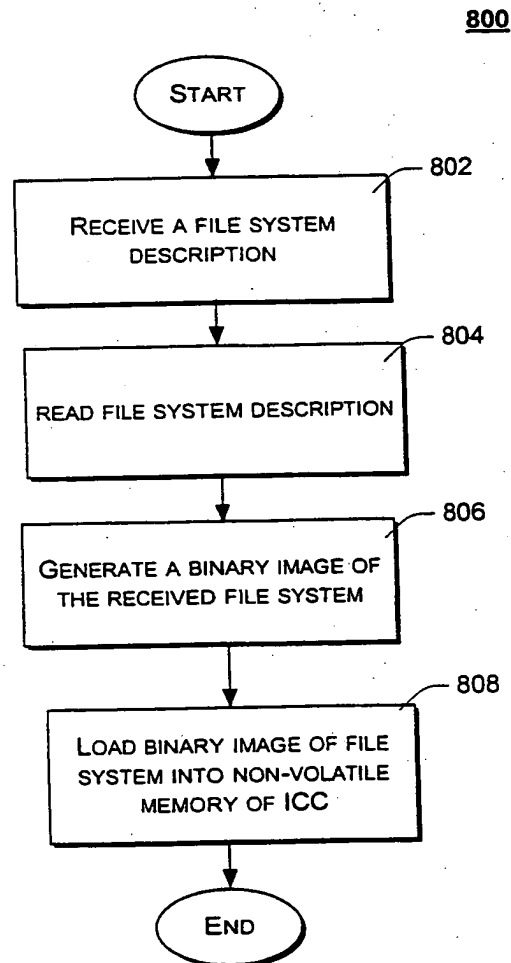 800
START
802
RECEIVE A FILE SYSTEM
DESCRIPTION
804
READ FILE SYSTEM DESCRIPTION
806
GENERATE A BINARY IMAGE OF
THE RECEIVED FILE SYSTEM
808
LOAD BINARY IMAGE OF FILE
SYSTEM INTO NON-VOLATILE
MEMORY OF ICC
END